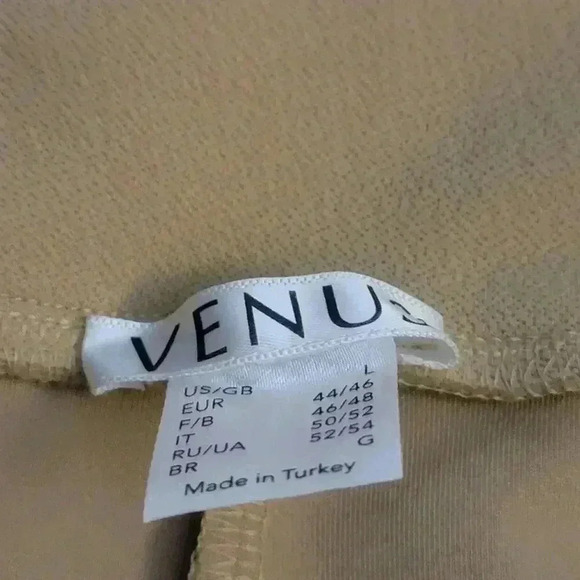 VENUS
US/GB L
EUR 44/46
F/B 46/48
IT 50/52
RU/UA 52/54
BR G
Made in Turkey